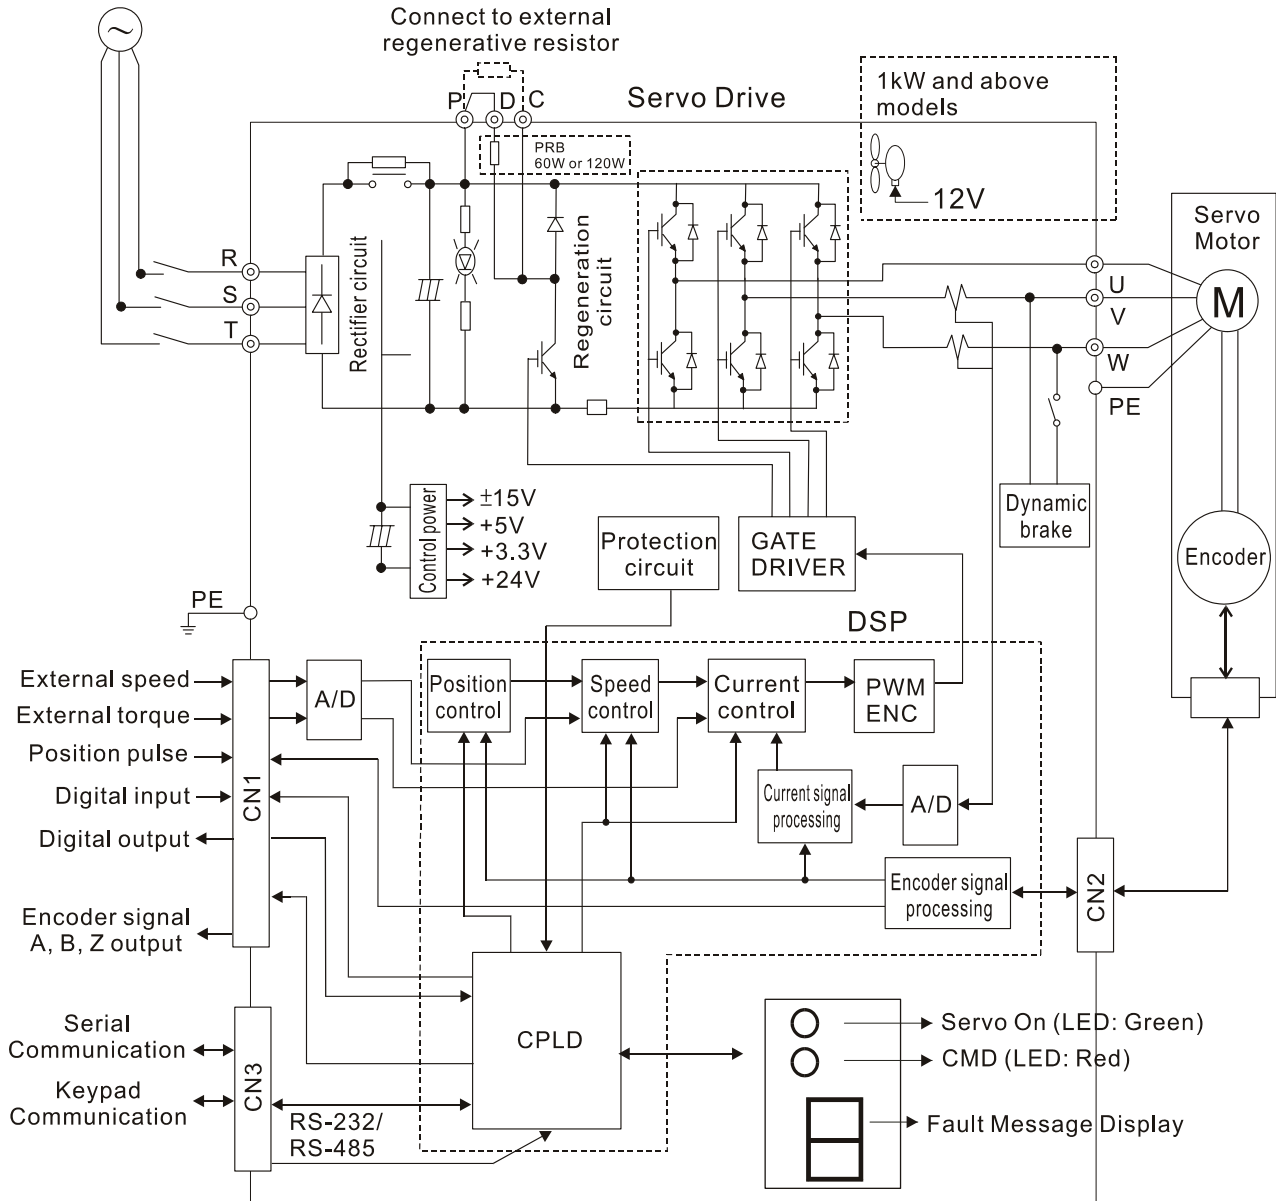 Connect to external
regenerative resistor
P D C
Servo Drive
1kW and above
models
12V
PRB
60W or 120W
R
S
T
Rectifier circuit
Regeneration
circuit
Servo
Motor
M
U
V
W
PE
Dynamic
brake
Encoder
Control power
±15V
+5V
+3.3V
+24V
Protection
circuit
GATE
DRIVER
PE
DSP
External speed
External torque
Position pulse
Digital input
Digital output
Encoder signal
A, B, Z output
CN1
A/D
Position
control
Speed
control
Current
control
PWM
ENC
Current signal
processing
A/D
Encoder signal
processing
CN2
CPLD
Serial
Communication
Keypad
Communication
CN3
RS-232/
RS-485
Servo On (LED: Green)
CMD (LED: Red)
Fault Message Display